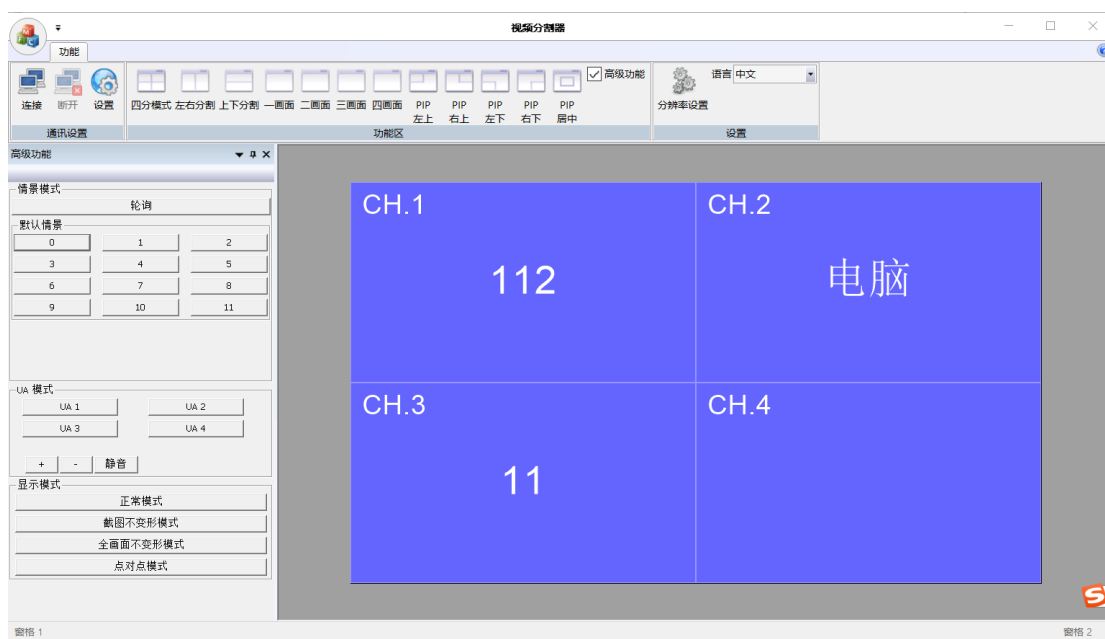 视频分割器
功能
连接 断开 设置 四分模式 左右分割 上下分割 一画面 二画面 三画面 四画面 PIP 左上 PIP 右上 PIP 左下 PIP 右下 PIP 居中 高级功能 分辨率设置 语言 中文
通讯设置 功能区 设置
高级功能
情景模式
轮询
默认情景
0 1 2
3 4 5
6 7 8
9 10 11
UA 模式
UA 1 UA 2
UA 3 UA 4
+ - 静音
显示模式
正常模式
截图不变形模式
全画面不变形模式
点对点模式
CH.1 CH.2
112 电脑
CH.3 CH.4
11
窗格 1 窗格 2